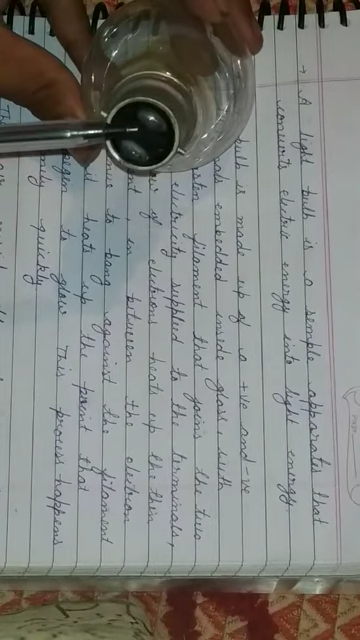 → A light bulb is a simple apparatus that
converts electric energy into light energy.
bulb is made up of a +ve and -ve
embedded inside glass, with
filament that joins the two
electricity supplied to the terminals,
of electrons heats up the thin
in between the electron
to bang against the filament
heats up the point that
to glow. This process happens
quickly